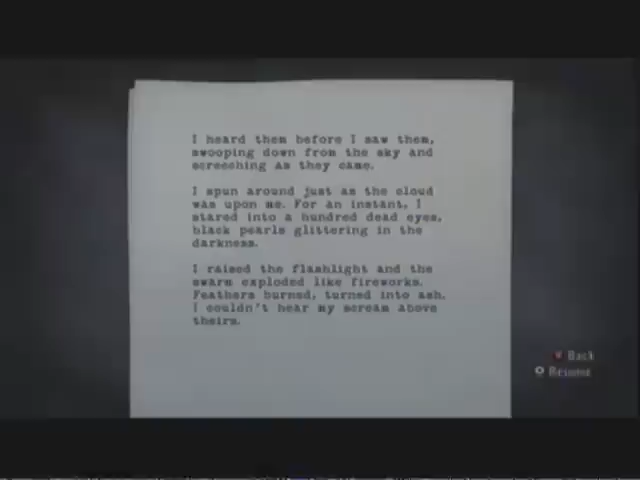 I heard them before I saw them,
swooping down from the sky and
screeching as they came.
I spun around just as the cloud
was upon me. For an instant, I
stared into a hundred dead eyes,
black pearls glittering in the
darkness.
I raised the flashlight and the
swarm exploded like fireworks.
Feathers burned, turned into ash.
I couldn't hear my scream above
theirs.
Back
Resume